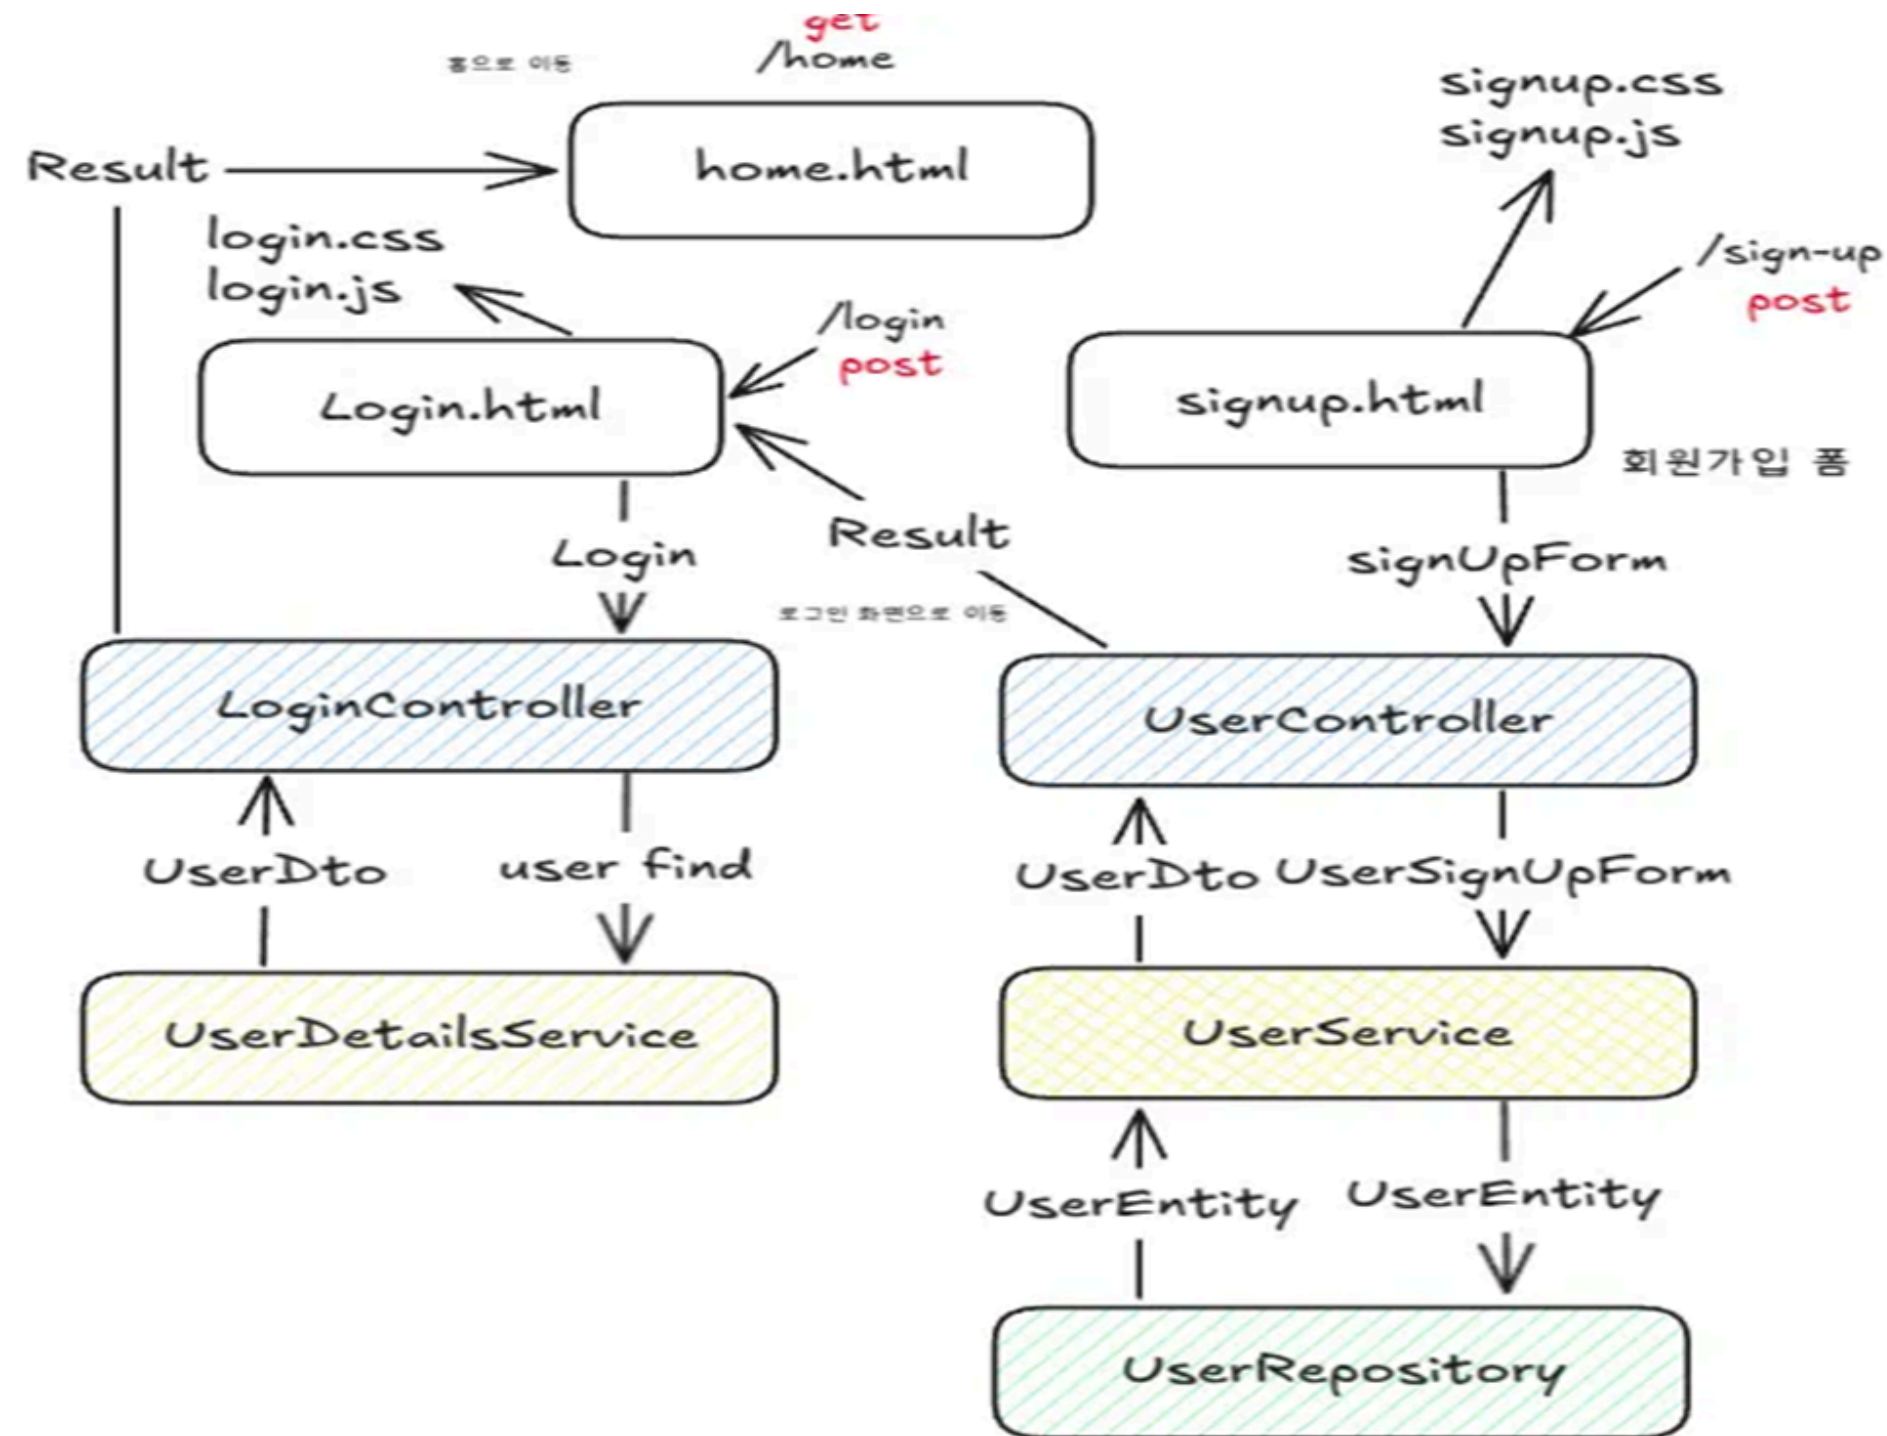 get
/home
홈으로 이동
home.html
Result
signup.css
signup.js
login.css
login.js
/login
post
/sign-up
post
Login.html
signup.html
회원가입 폼
Login
Result
signUpForm
로그인 화면으로 이동
LoginController
UserController
UserDto
user find
UserDto
UserSignUpForm
UserDetailsService
UserService
UserEntity
UserEntity
UserRepository